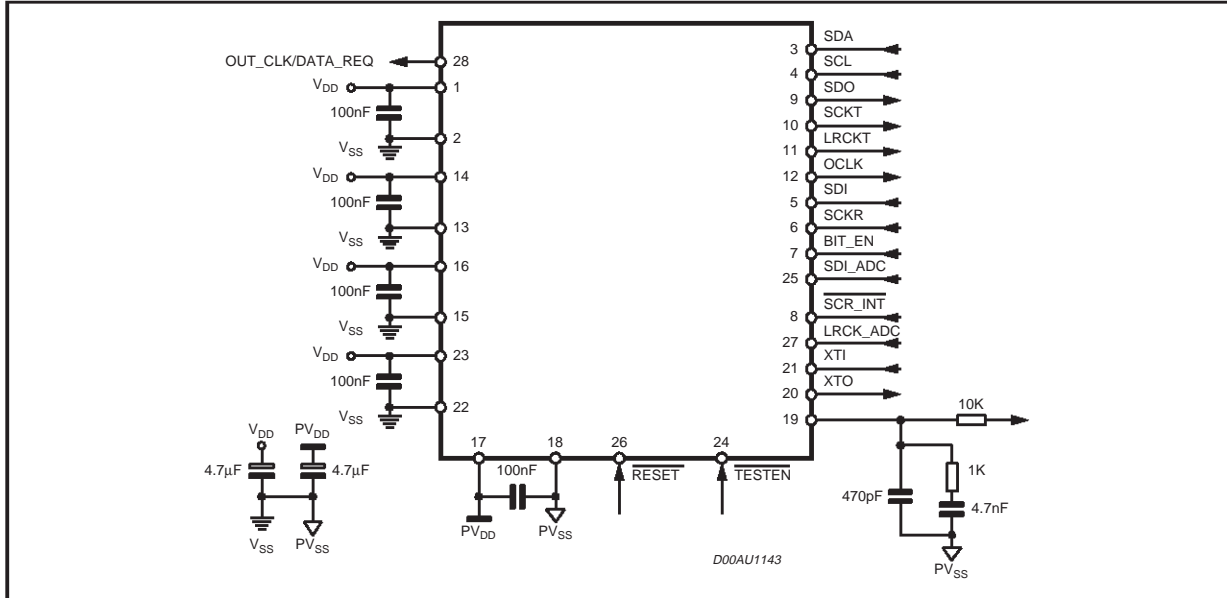 OUT_CLK/DATA_REQ
28
VDD
1
100nF
2
VSS
VDD
14
100nF
13
VSS
VDD
16
100nF
15
VSS
VDD
23
100nF
22
VSS
3 SDA
4 SCL
9 SDO
10 SCKT
11 LRCKT
12 OCLK
5 SDI
6 SCKR
7 BIT_EN
25 SDI_ADC
8 SCR_INT
27 LRCK_ADC
21 XTI
20 XTO
19
10K
1K
470pF
4.7nF
PVSS
VDD
PVDD
4.7μF
4.7μF
VSS
PVSS
17
18
26
24
100nF
RESET
TESTEN
PVDD
PVSS
D00AU1143